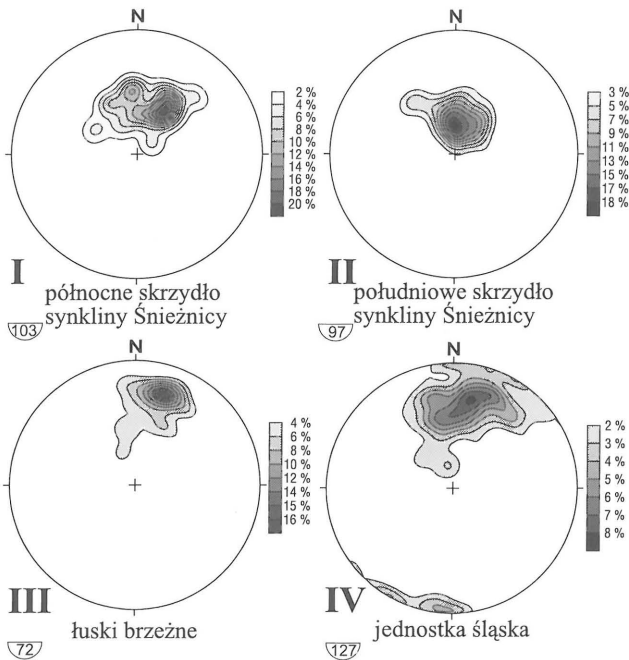 N
2 %
4 %
6 %
8 %
10 %
12 %
14 %
16 %
18 %
20 %
I
północne skrzydło
synkliny Śnieżnicy
103
N
3 %
5 %
7 %
9 %
11 %
13 %
15 %
17 %
18 %
II
południowe skrzydło
synkliny Śnieżnicy
97
N
4 %
6 %
8 %
10 %
12 %
14 %
15 %
16 %
III
łuski brzeżne
72
N
2 %
3 %
4 %
5 %
6 %
7 %
8 %
IV
jednostka śląska
127